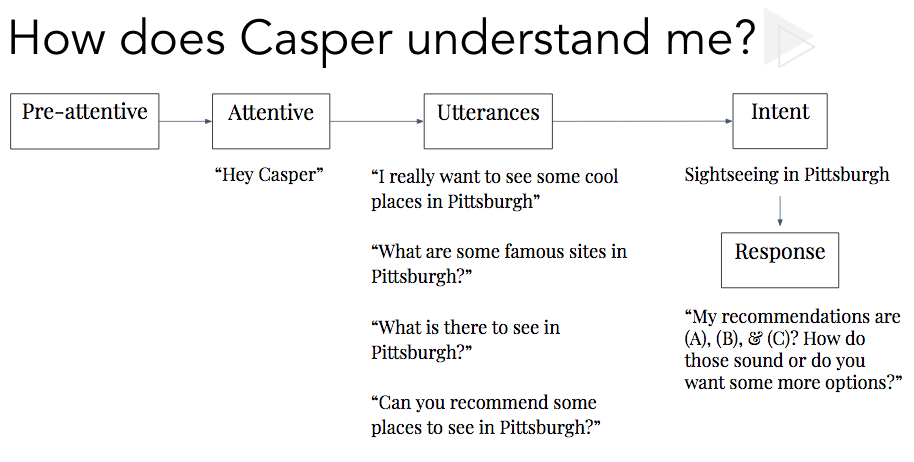 How does Casper understand me?
Pre-attentive
Attentive
Utterances
Intent
“Hey Casper”
“I really want to see some cool
places in Pittsburgh”
“What are some famous sites in
Pittsburgh?”
“What is there to see in
Pittsburgh?”
“Can you recommend some
places to see in Pittsburgh?”
Sightseeing in Pittsburgh
Response
“My recommendations are
(A), (B), & (C)? How do
those sound or do you
want some more options?”